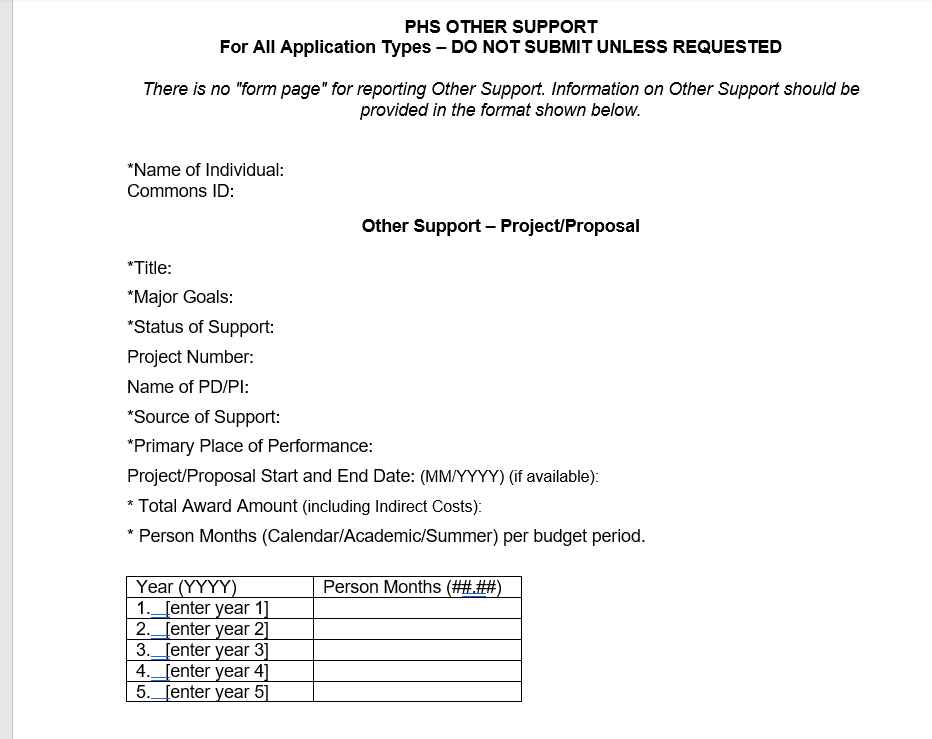 PHS OTHER SUPPORT
For All Application Types – DO NOT SUBMIT UNLESS REQUESTED
There is no "form page" for reporting Other Support. Information on Other Support should be
provided in the format shown below.
*Name of Individual:
Commons ID:
Other Support – Project/Proposal
*Title:
*Major Goals:
*Status of Support:
Project Number:
Name of PD/PI:
*Source of Support:
*Primary Place of Performance:
Project/Proposal Start and End Date: (MM/YYYY) (if available):
* Total Award Amount (including Indirect Costs):
* Person Months (Calendar/Academic/Summer) per budget period.
Year (YYYY) Person Months (##.##)
1. [enter year 1]
2. [enter year 2]
3. [enter year 3]
4. [enter year 4]
5. [enter year 5]